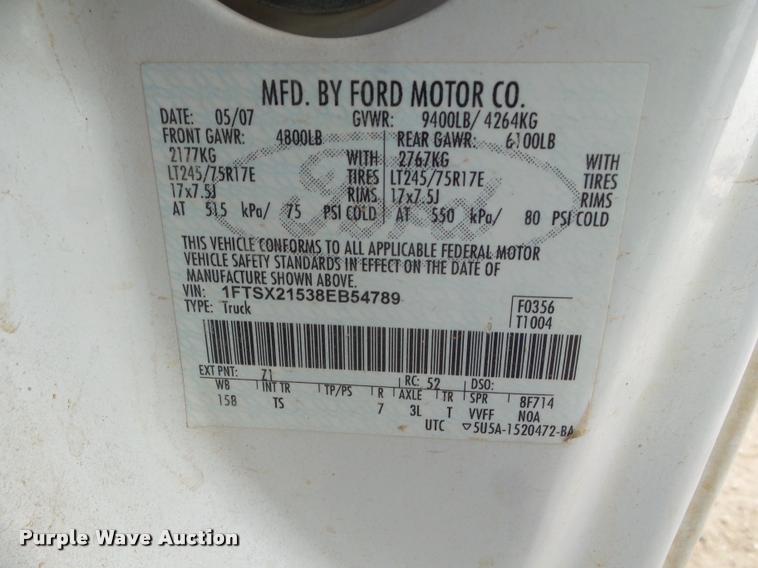 MFD. BY FORD MOTOR CO.
DATE: 05/07 GVWR: 9400LB/ 4264KG
FRONT GAWR: 4800LB REAR GAWR: 6100LB
2177KG WITH 2767KG WITH
LT245/75R17E TIRES LT245/75R17E TIRES
17x7.5J RIMS 17x7.5J RIMS
AT 515 kPa/ 75 PSI COLD AT 550 kPa/ 80 PSI COLD
Ford
THIS VEHICLE CONFORMS TO ALL APPLICABLE FEDERAL MOTOR
VEHICLE SAFETY STANDARDS IN EFFECT ON THE DATE OF
MANUFACTURE SHOWN ABOVE.
VIN: 1FTSX21538EB54789 F0356
TYPE: Truck T1004
EXT PNT: Z1 RC: 52 DSO:
WB INT TR TP/PS R AXLE TR SPR 8F714
158 TS 7 3L T VVFF N0A
UTC ▽5U5A-1520472-BA
Purple Wave Auction
Purple Wave Auction